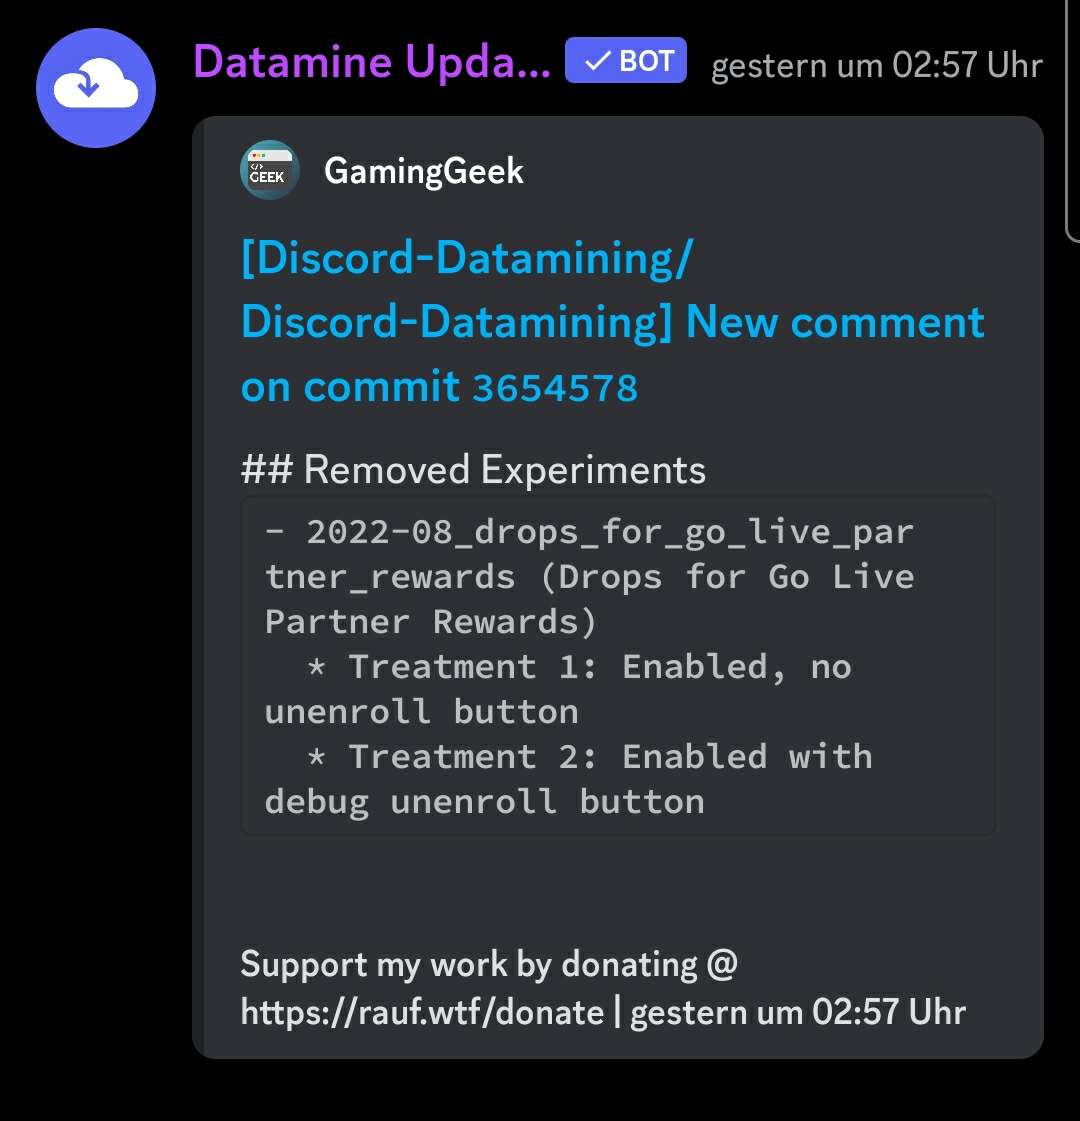 Datamine Upda... ✓ BOT gestern um 02:57 Uhr
</>
GEEK
GamingGeek
[Discord-Datamining/
Discord-Datamining] New comment
on commit 3654578
## Removed Experiments
- 2022-08_drops_for_go_live_par
tner_rewards (Drops for Go Live
Partner Rewards)
* Treatment 1: Enabled, no
unenroll button
* Treatment 2: Enabled with
debug unenroll button
Support my work by donating @
https://rauf.wtf/donate | gestern um 02:57 Uhr